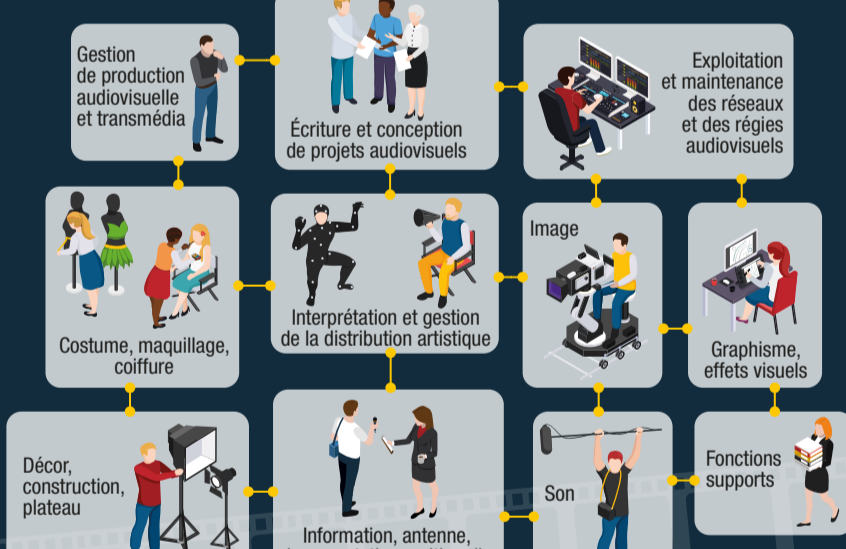 Gestion
de production
audiovisuelle
et transmédia
Écriture et conception
de projets audiovisuels
Exploitation
et maintenance
des réseaux
et des régies
audiovisuels
Costume, maquillage,
coiffure
Interprétation et gestion
de la distribution artistique
Image
Graphisme,
effets visuels
Décor,
construction,
plateau
Information, antenne,
Son
Fonctions
supports